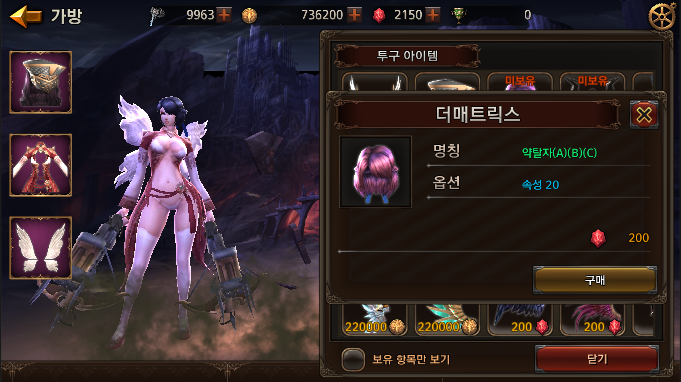 가방 9963 736200 2150 0
투구 아이템
미보유 미보유
더매트릭스
명칭 약탈자(A)(B)(C)
옵션 속성 20
200
구매
220000 220000 200 200
보유 항목만 보기 닫기